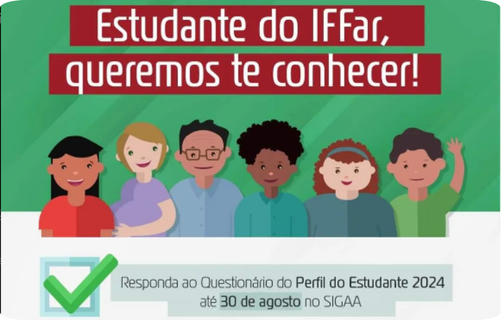 Estudante do IFFar,
queremos te conhecer!
Responda ao Questionário do Perfil do Estudante 2024
até 30 de agosto no SIGAA